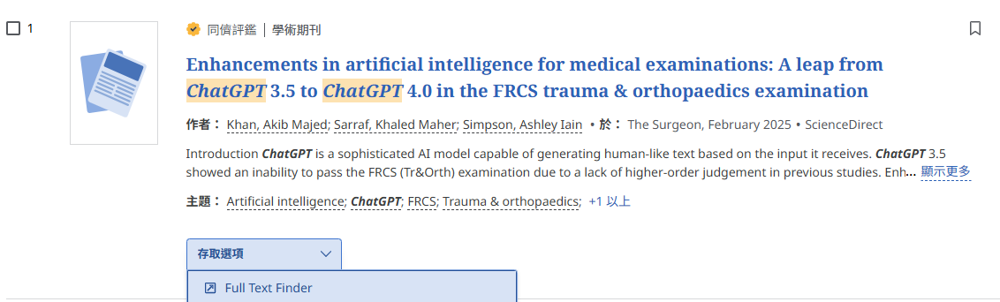 1
同儕評鑑 | 學術期刊
Enhancements in artificial intelligence for medical examinations: A leap from
ChatGPT 3.5 to ChatGPT 4.0 in the FRCS trauma & orthopaedics examination
作者： Khan, Akib Majed; Sarraf, Khaled Maher; Simpson, Ashley Iain • 於： The Surgeon, February 2025 • ScienceDirect
Introduction ChatGPT is a sophisticated AI model capable of generating human-like text based on the input it receives. ChatGPT 3.5
showed an inability to pass the FRCS (Tr&Orth) examination due to a lack of higher-order judgement in previous studies. Enh... 顯示更多
主題： Artificial intelligence; ChatGPT; FRCS; Trauma & orthopaedics; +1 以上
存取選項
Full Text Finder